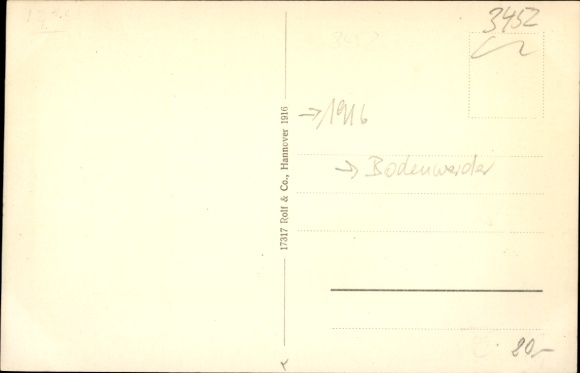 3452
→ 1916
→ Bodenwerder
17317 Rolf & Co., Hannover 1916
80,-